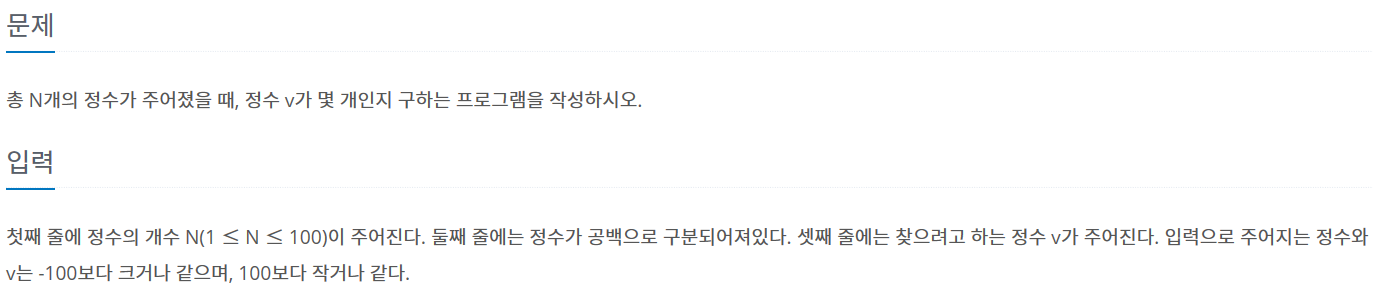 문제
총 N개의 정수가 주어졌을 때, 정수 v가 몇 개인지 구하는 프로그램을 작성하시오.
입력
첫째 줄에 정수의 개수 N(1 ≤ N ≤ 100)이 주어진다. 둘째 줄에는 정수가 공백으로 구분되어져있다. 셋째 줄에는 찾으려고 하는 정수 v가 주어진다. 입력으로 주어지는 정수와
v는 -100보다 크거나 같으며, 100보다 작거나 같다.